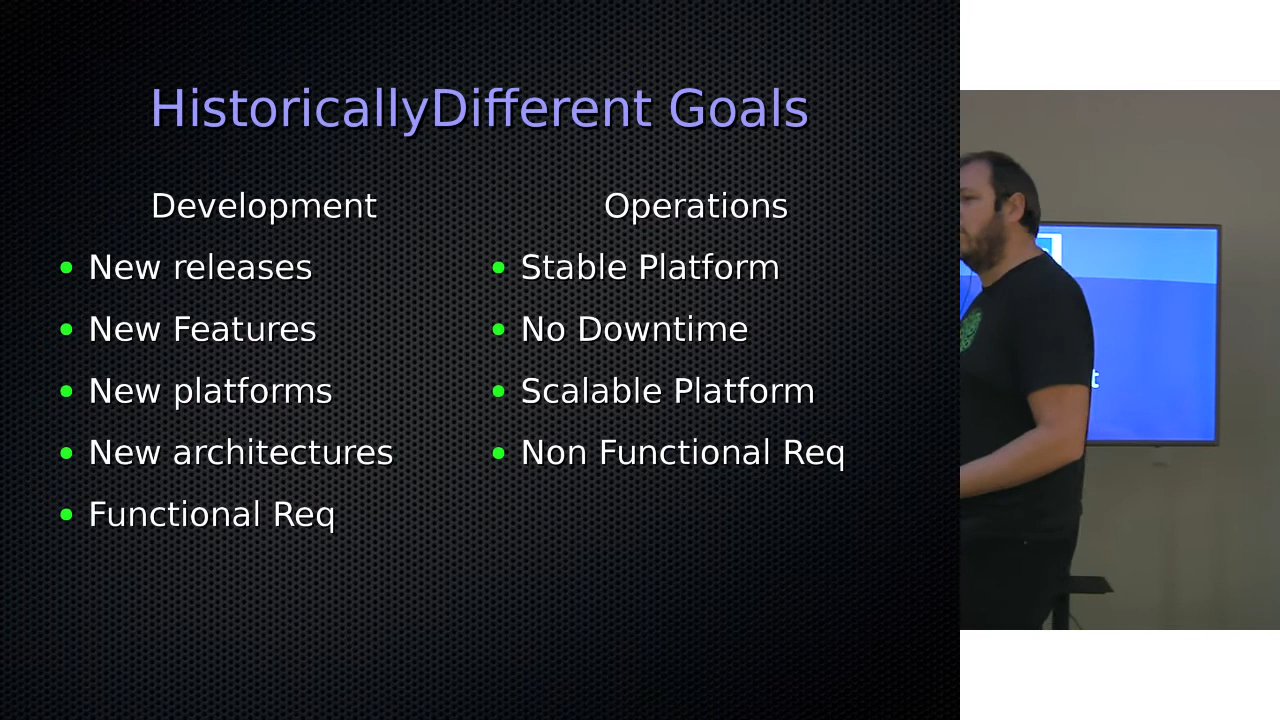 HistoricallyDifferent Goals
Development
New releases
New Features
New platforms
New architectures
Functional Req
Operations
Stable Platform
No Downtime
Scalable Platform
Non Functional Req